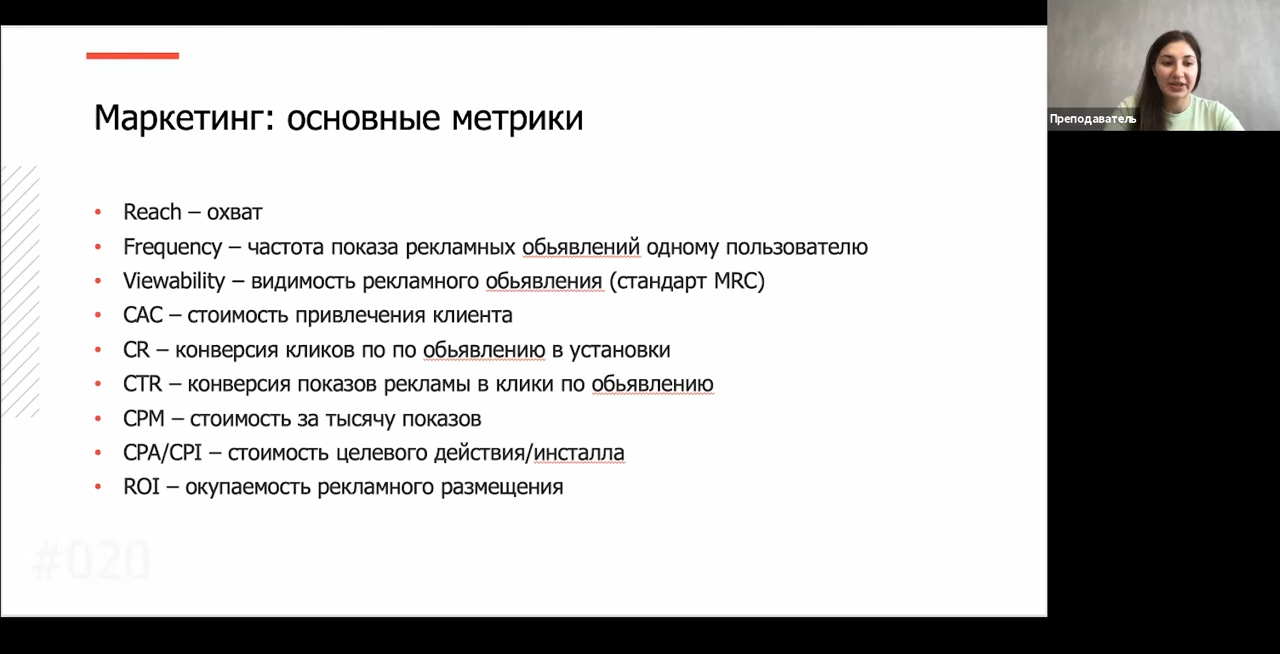 Маркетинг: основные метрики
Reach – охват
Frequency – частота показа рекламных обьявлений одному пользователю
Viewability – видимость рекламного обьявления (стандарт MRC)
CAC – стоимость привлечения клиента
CR – конверсия кликов по по обьявлению в установки
CTR – конверсия показов рекламы в клики по обьявлению
CPM – стоимость за тысячу показов
CPA/CPI – стоимость целевого действия/инсталла
ROI – окупаемость рекламного размещения
#020
Преподаватель